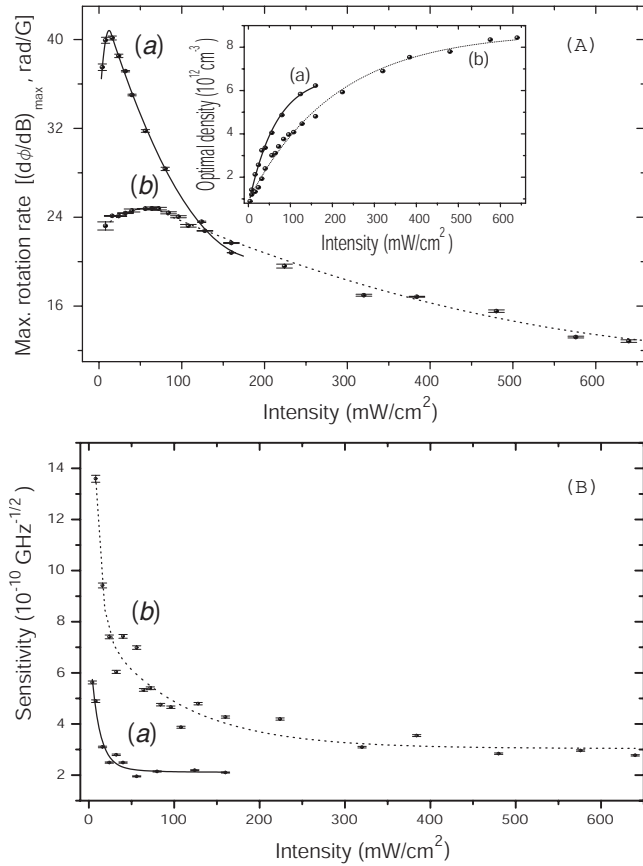 (A)
40
32
24
16
Max. rotation rate [(dφ/dB)max , rad/G]
(a)
(b)
0 100 200 300 400 500 600
Intensity (mW/cm2)
8
6
4
2
0
Optimal density (10^12cm^-3)
(a)
(b)
0 100 200 300 400 500 600
Intensity (mW/cm2)
(B)
14
12
10
8
6
4
2
Sensitivity (10^-10 GHz^-1/2)
(b)
(a)
0 100 200 300 400 500 600
Intensity (mW/cm2)